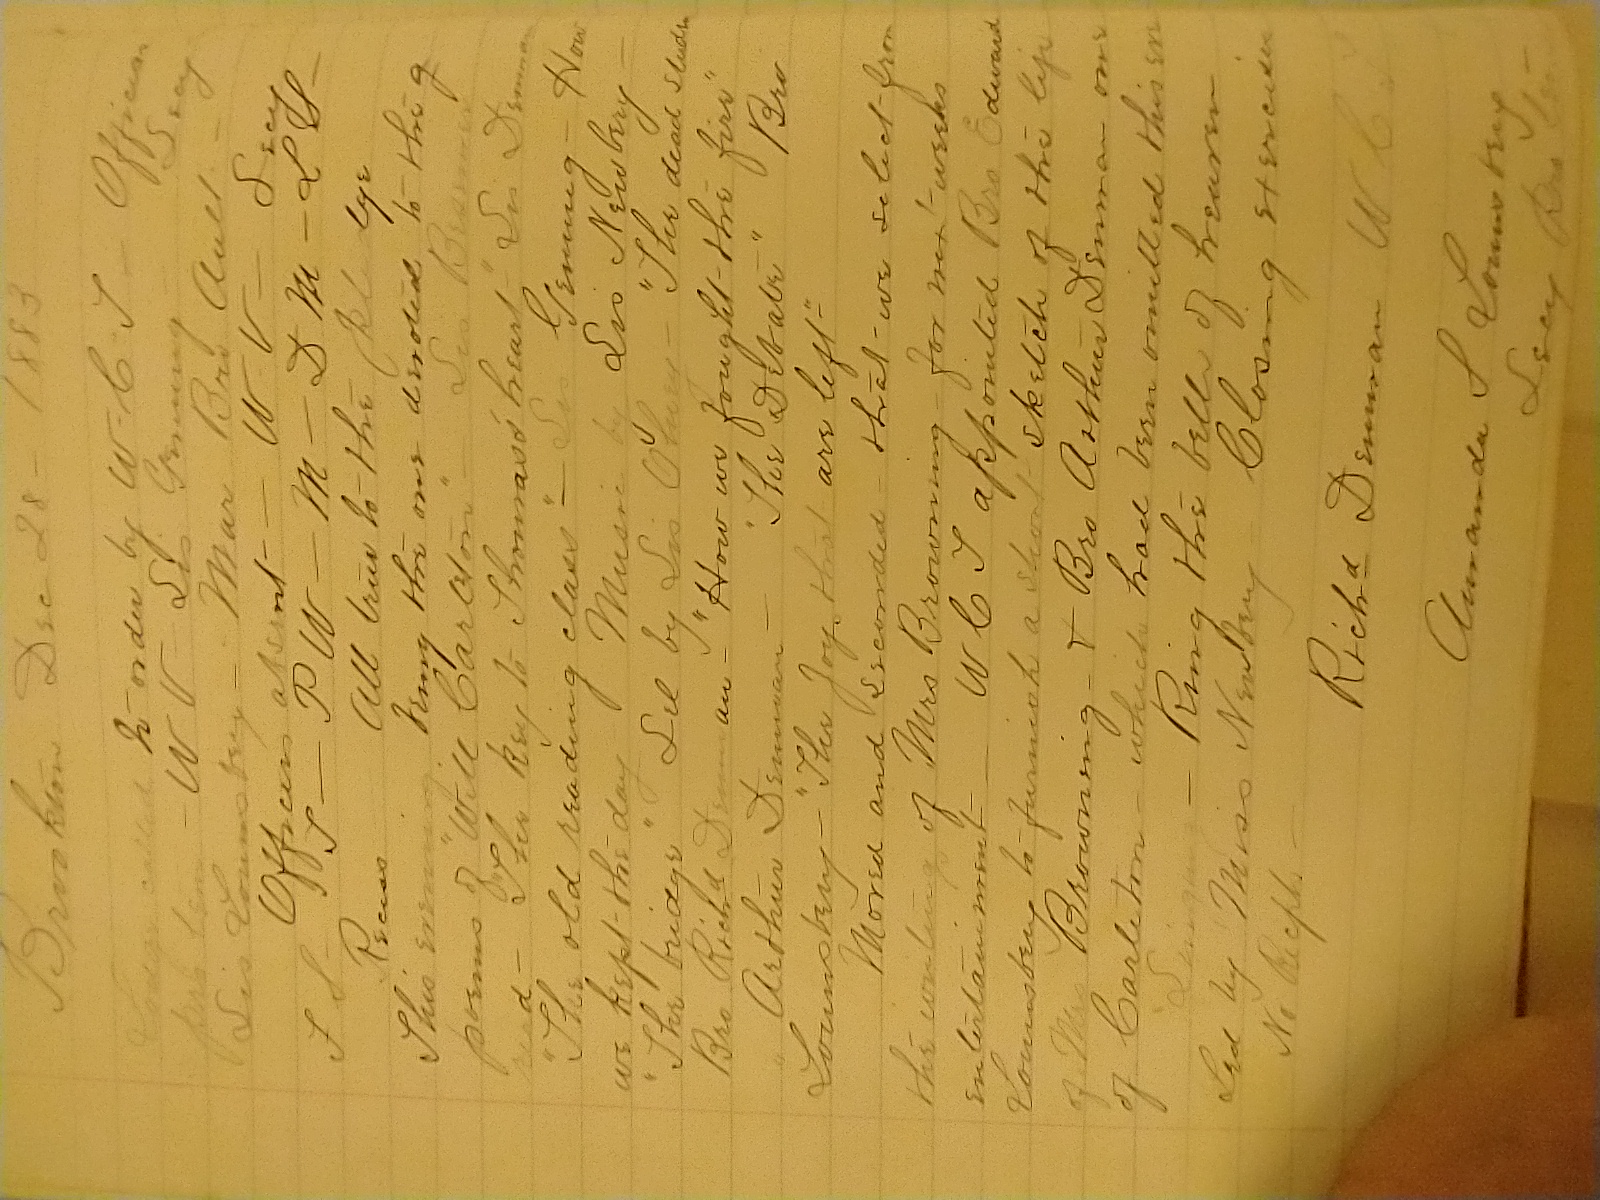 Brookton Dec 28 - 1883
Lodge called to order by W-C-T - Officers
pro tem - W V - Sis Genung - Secy
Sis Lounsbery - Mar Bro Ault -
Officers absent - W V - Secy
F S - T - P W - M - D M - L S -
Recess All true to the pledge
This evening being the one devoted to the
poems of "Will Carleton" - Sis Besemer
read - "The key to Thomas's heart" Sis Denman
"The old reading class" - Sis Genung - How
we kept the day Music by Sis Newbery -
"The bridge" Sel by Sis Olney - "The dead studen
Bro Richd Denman - "How we fought the fire"
" Arthur Denman - "The Debate" Bro
Lounsbery - "The Joys that are left"
Moved and seconded - that we select from
the writings of Mrs Browning - for next weeks
entertainment - W C T appointed Bro Edward
Lounsbery to furnish a short sketch of the life
of Mrs Browning - & Bro Arthur Denman one
of Carleton - which had been omitted this eve
Singing - Ring the bells of heaven
Led by Miss Newbery Closing exercises
No Recpts -
Richd Denman W C T
Amanda S Lounsbery
Secy Pro tem